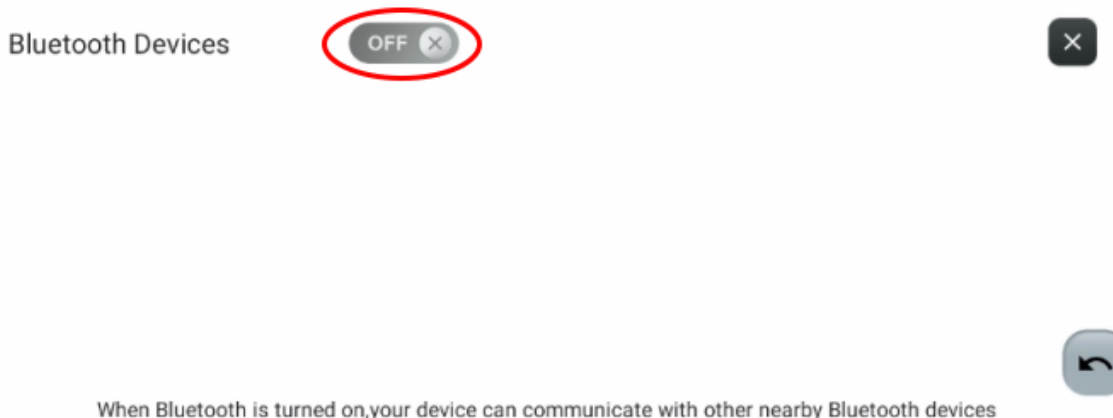 Bluetooth Devices OFF
When Bluetooth is turned on,your device can communicate with other nearby Bluetooth devices